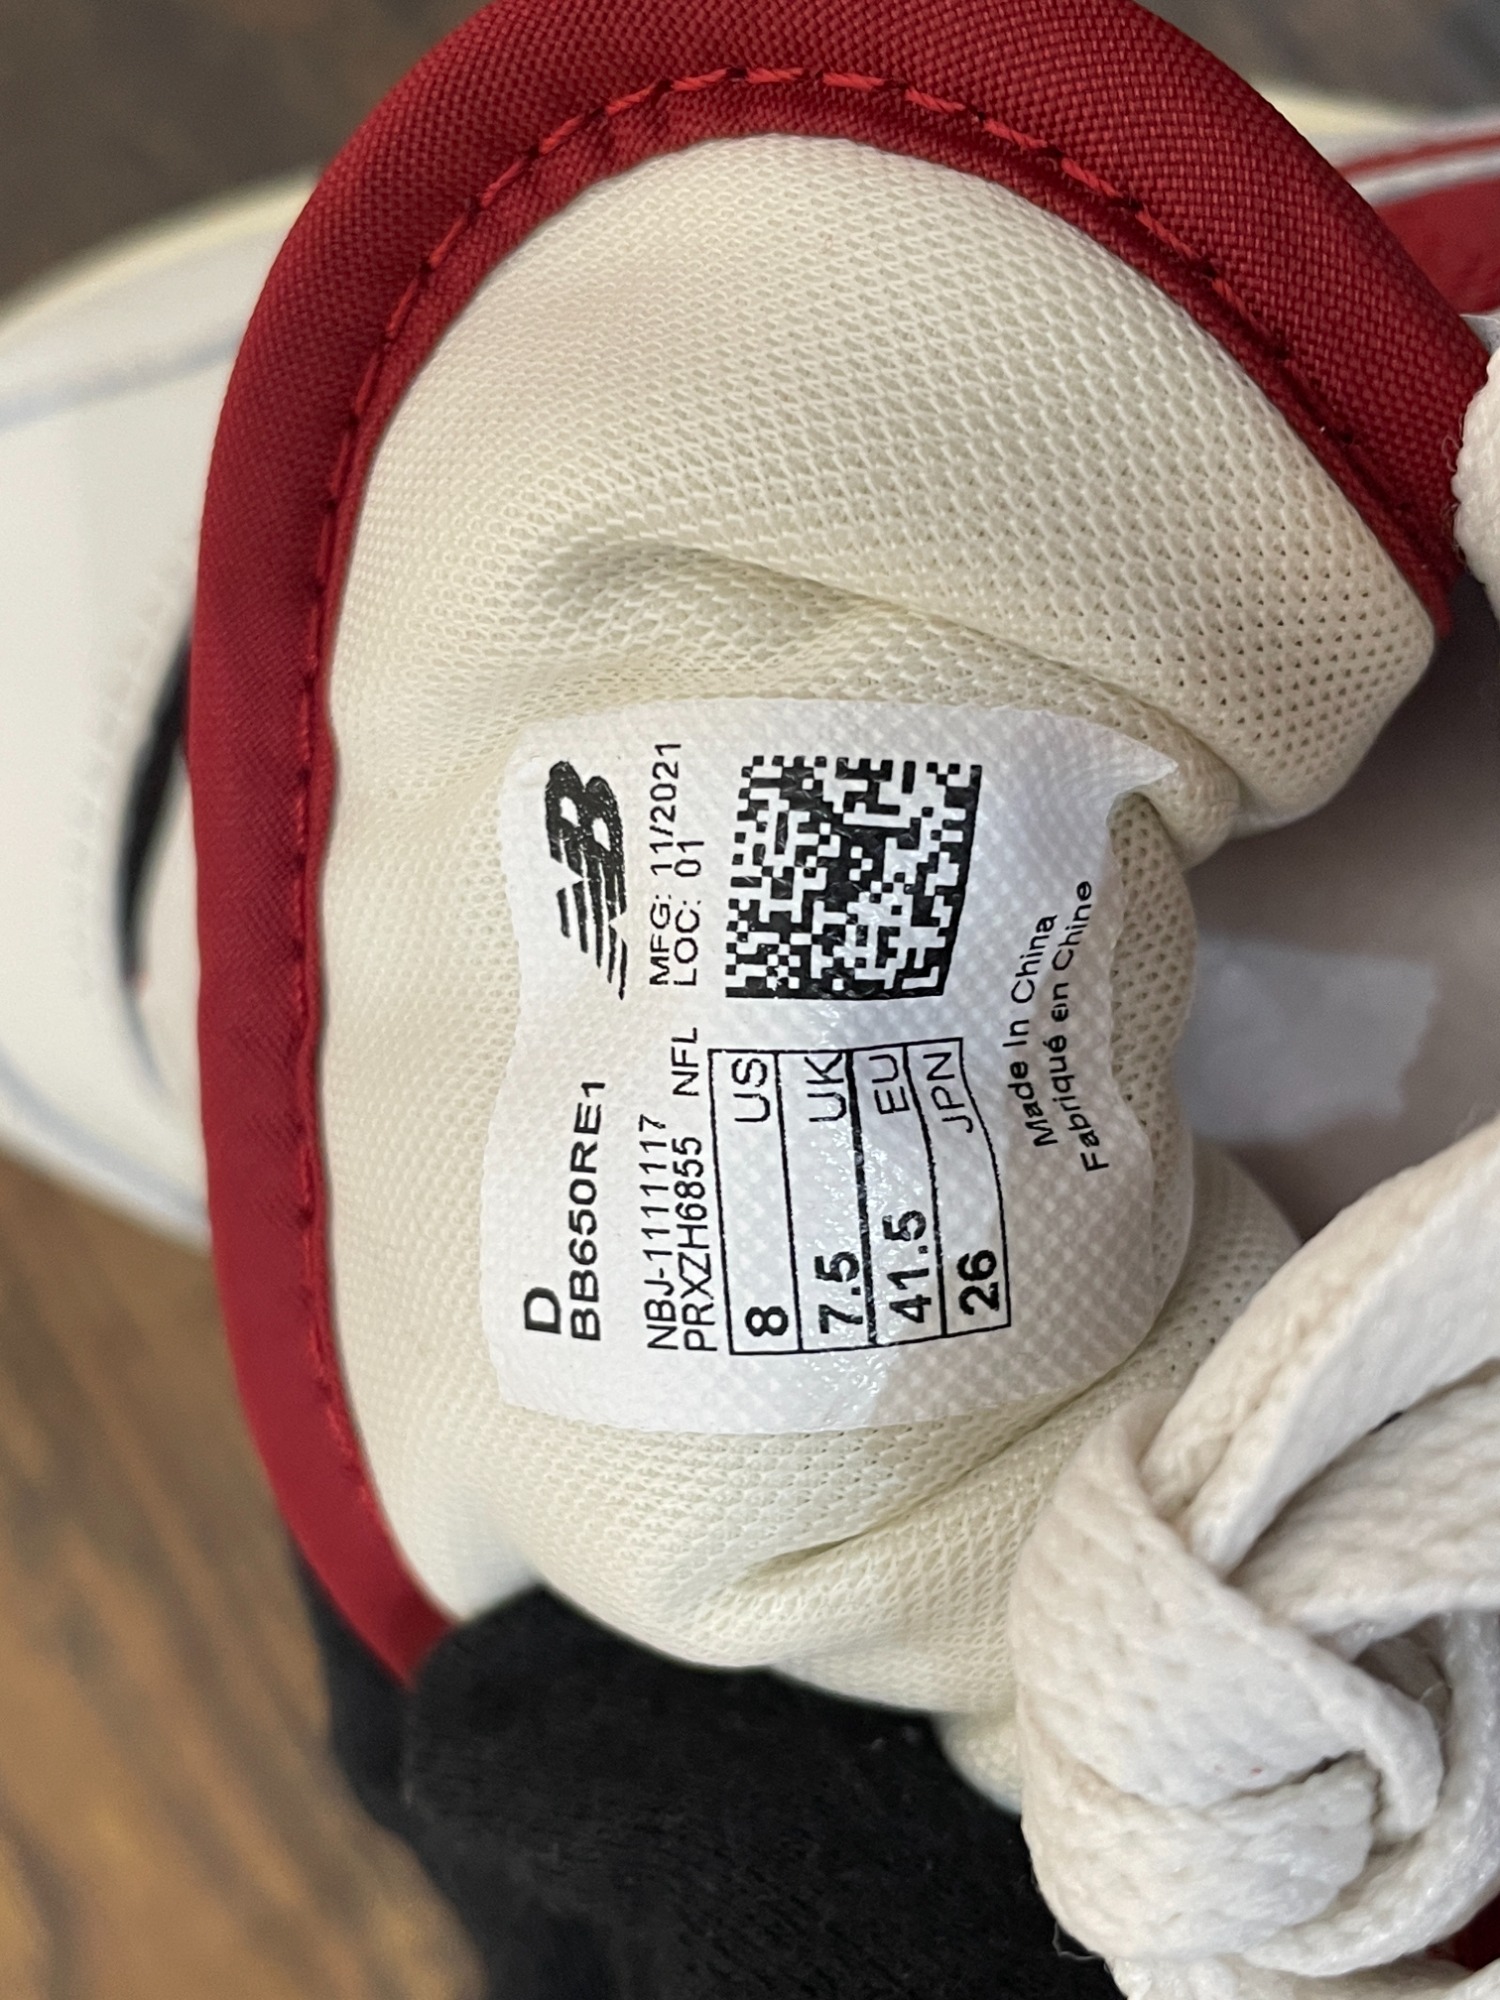 D
BB650RE1
NB
NBJ-1111117
MFG: 11/2021
PRXZH6855 NFL
LOC: 01
8 US
7.5 UK
41.5 EU
26 JPN
Made In China
Fabriqué en Chine